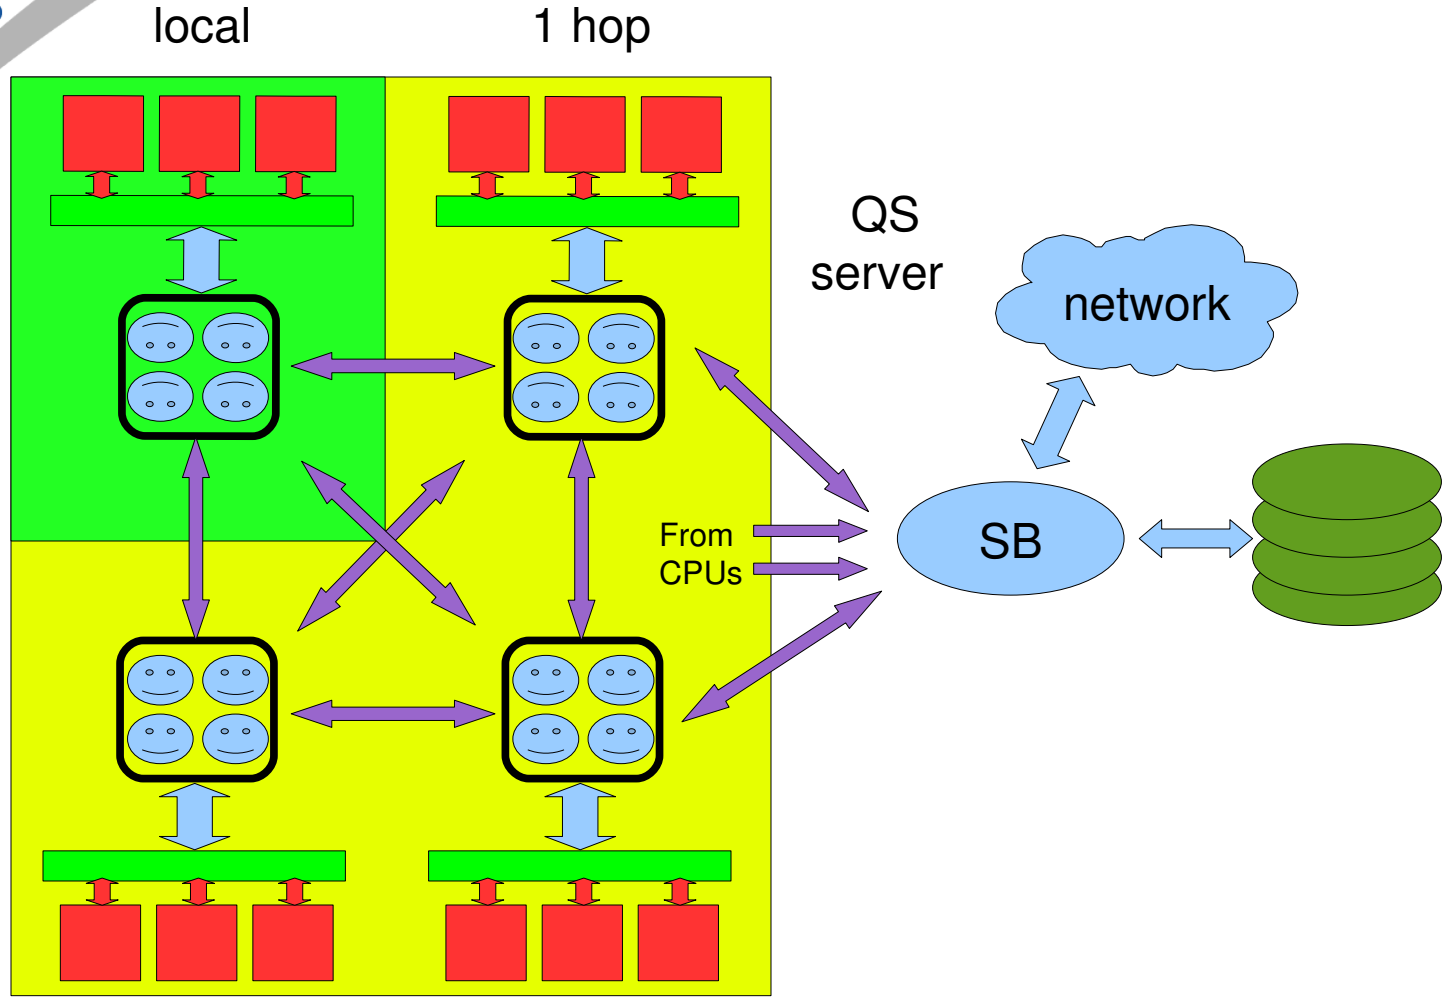 local
1 hop
QS
server
network
From
CPUs
SB